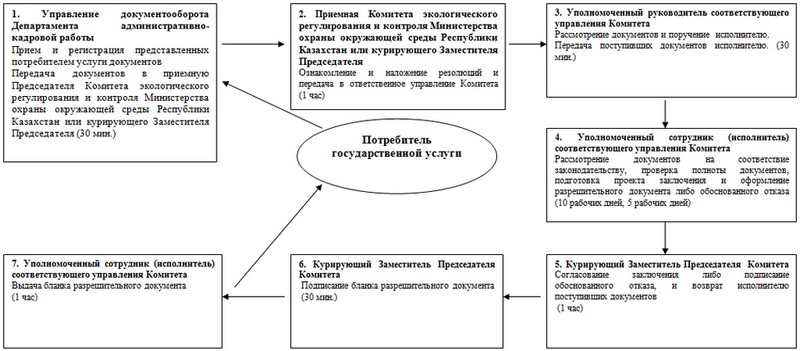 1. Управление документооборота
Департамента административно-
кадровой работы
Прием и регистрация представленных
потребителем услуги документов
Передача документов в приемную
Председателя Комитета экологического
регулирования и контроля Министерства
охраны окружающей среды Республики
Казахстан или курирующего Заместителя
Председателя (30 мин.)
2. Приемная Комитета экологического
регулирования и контроля Министерства
охраны окружающей среды Республики
Казахстан или курирующего Заместителя
Председателя
Ознакомление и наложение резолюций и
передача в ответственное управление Комитета
(1 час)
3. Уполномоченный руководитель соответствующего
управления Комитета
Рассмотрение документов и поручение исполнителю.
Передача поступивших документов исполнителю. (30
мин.)
Потребитель
государственной услуги
4. Уполномоченный сотрудник (исполнитель)
соответствующего управления Комитета
Рассмотрение документов на соответствие
законодательству, проверка полноты документов,
подготовка проекта заключения и оформление
разрешительного документа либо обоснованного отказа
(10 рабочих дней, 5 рабочих дней)
5. Курирующий Заместитель Председателя Комитета
Согласование заключения либо подписание
обоснованного отказа, и возврат исполнителю
поступивших документов
(1 час)
6. Курирующий Заместитель Председателя
Комитета
Подписание бланка разрешительного документа
(30 мин.)
7. Уполномоченный сотрудник (исполнитель)
соответствующего управления Комитета
Выдача бланка разрешительного документа
(1 час)